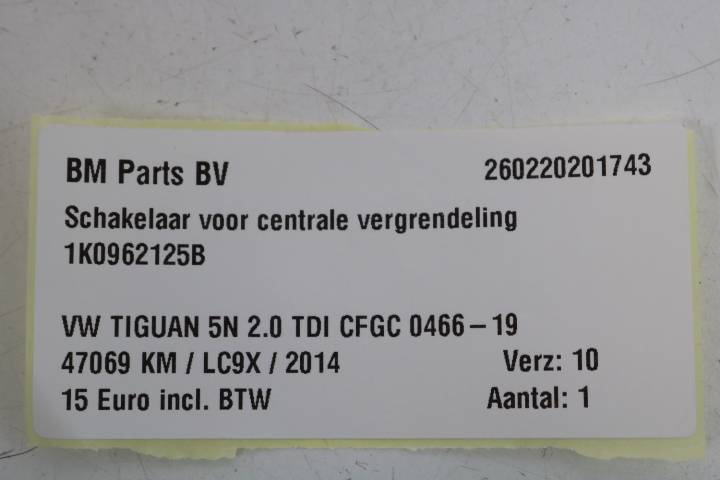 BM Parts BV 260220201743
Schakelaar voor centrale vergrendeling
1K0962125B
VW TIGUAN 5N 2.0 TDI CFGC 0466 – 19
47069 KM / LC9X / 2014 Verz: 10
15 Euro incl. BTW Aantal: 1